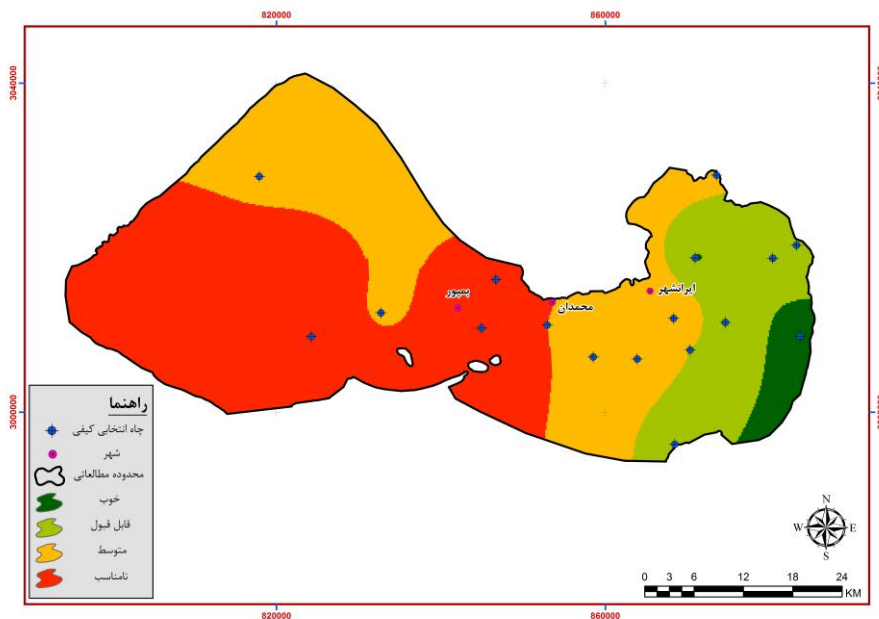 820000 860000
3040000
بمپور
محمدان
ایرانشهر
3000000
راهنما
چاه انتخابی کیفی
شهر
محدوده مطالعاتی
خوب
قابل قبول
متوسط
نامناسب
N
W E
S
0 3 6 12 18 24
KM
820000 860000